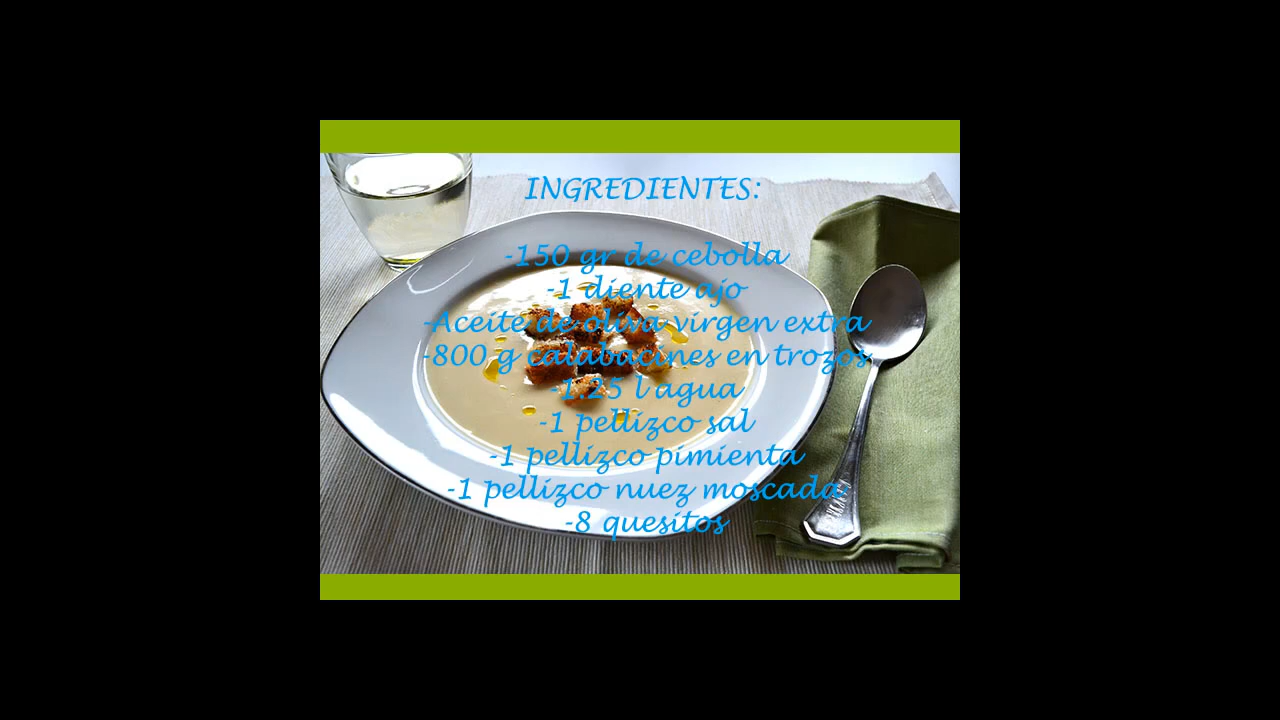 INGREDIENTES:
-150 gr de cebolla
-1 diente ajo
-Aceite de oliva virgen extra
-800 g calabacines en trozos
-1.25 l agua
-1 pellizco sal
-1 pellizco pimienta
-1 pellizco nuez moscada
-8 quesitos